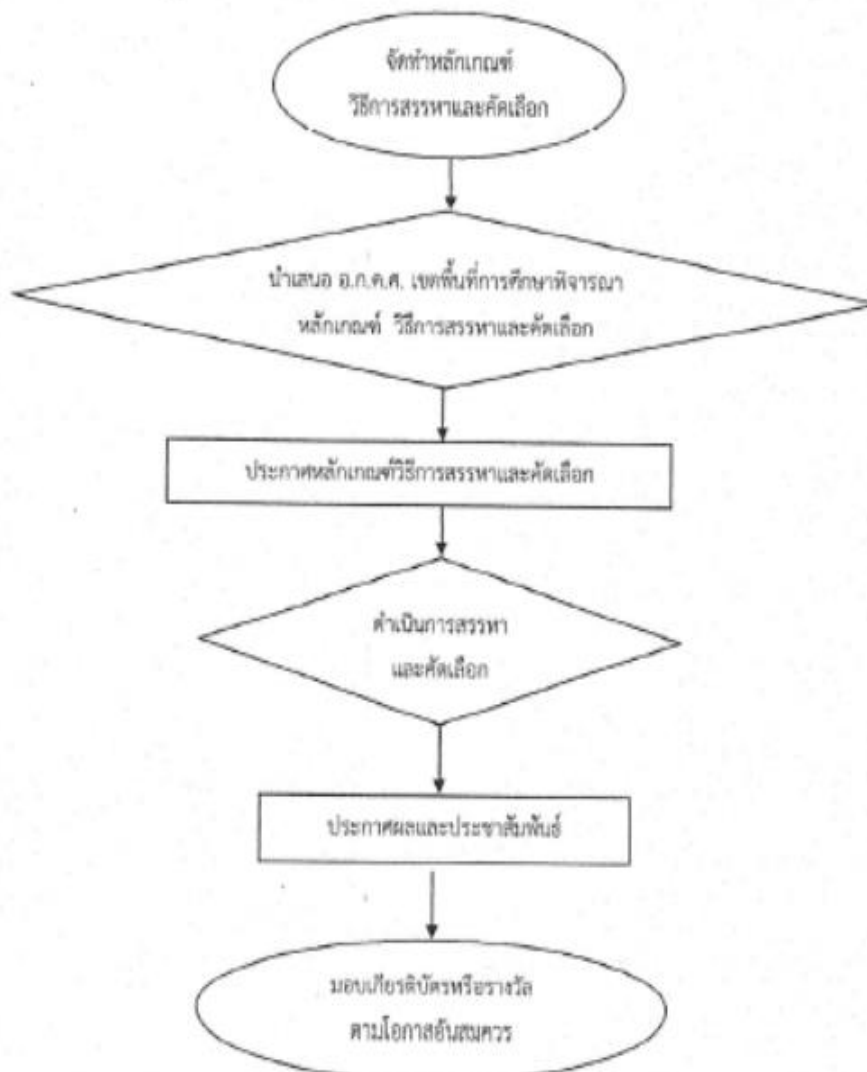 จัดทำหลักเกณฑ์
วิธีการสรรหาและคัดเลือก
นำเสนอ อ.ก.ค.ศ. เขตพื้นที่การศึกษาพิจารณา
หลักเกณฑ์ วิธีการสรรหาและคัดเลือก
ประกาศหลักเกณฑ์วิธีการสรรหาและคัดเลือก
ดำเนินการสรรหา
และคัดเลือก
ประกาศผลและประชาสัมพันธ์
มอบเกียรติบัตรหรือรางวัล
ตามโอกาสอันสมควร